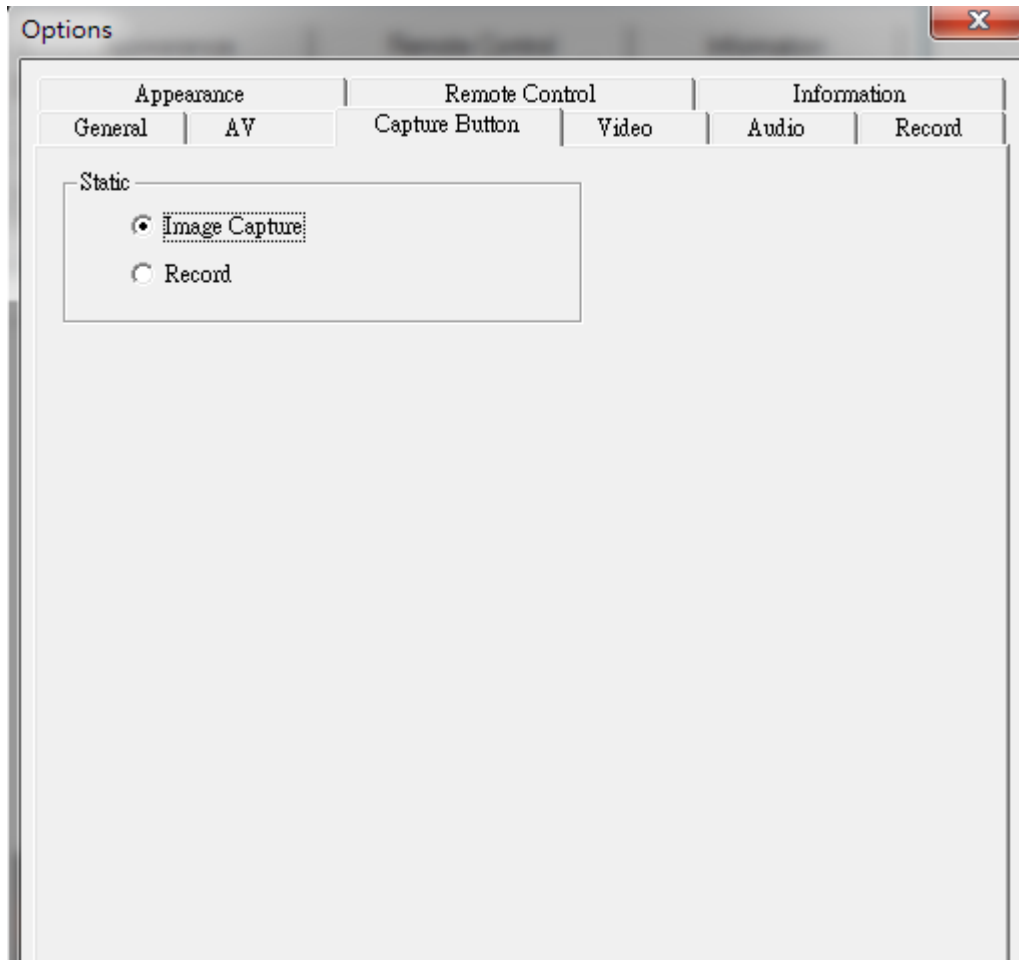 Options
Appearance Remote Control Information
General AV Capture Button Video Audio Record
Static
Image Capture
Record